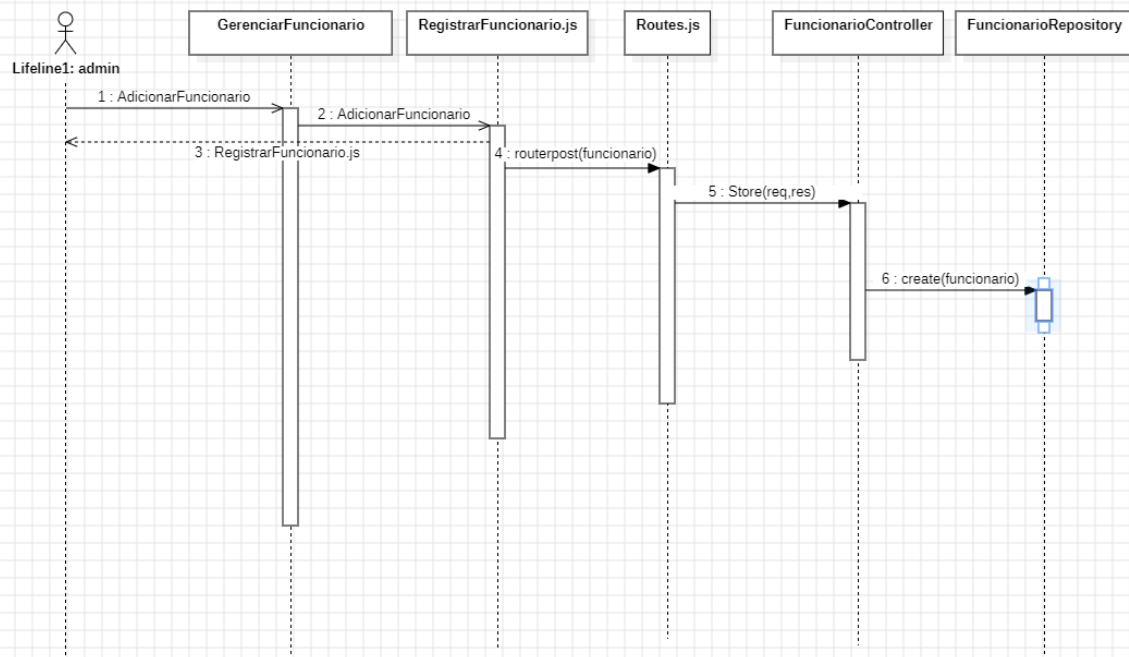 GerenciarFuncionario
RegistrarFuncionario.js
Routes.js
FuncionarioController
FuncionarioRepository
Lifeline1: admin
1 : AdicionarFuncionario
2 : AdicionarFuncionario
3 : RegistrarFuncionario.js
4 : routerpost(funcionario)
5 : Store(req,res)
6 : create(funcionario)